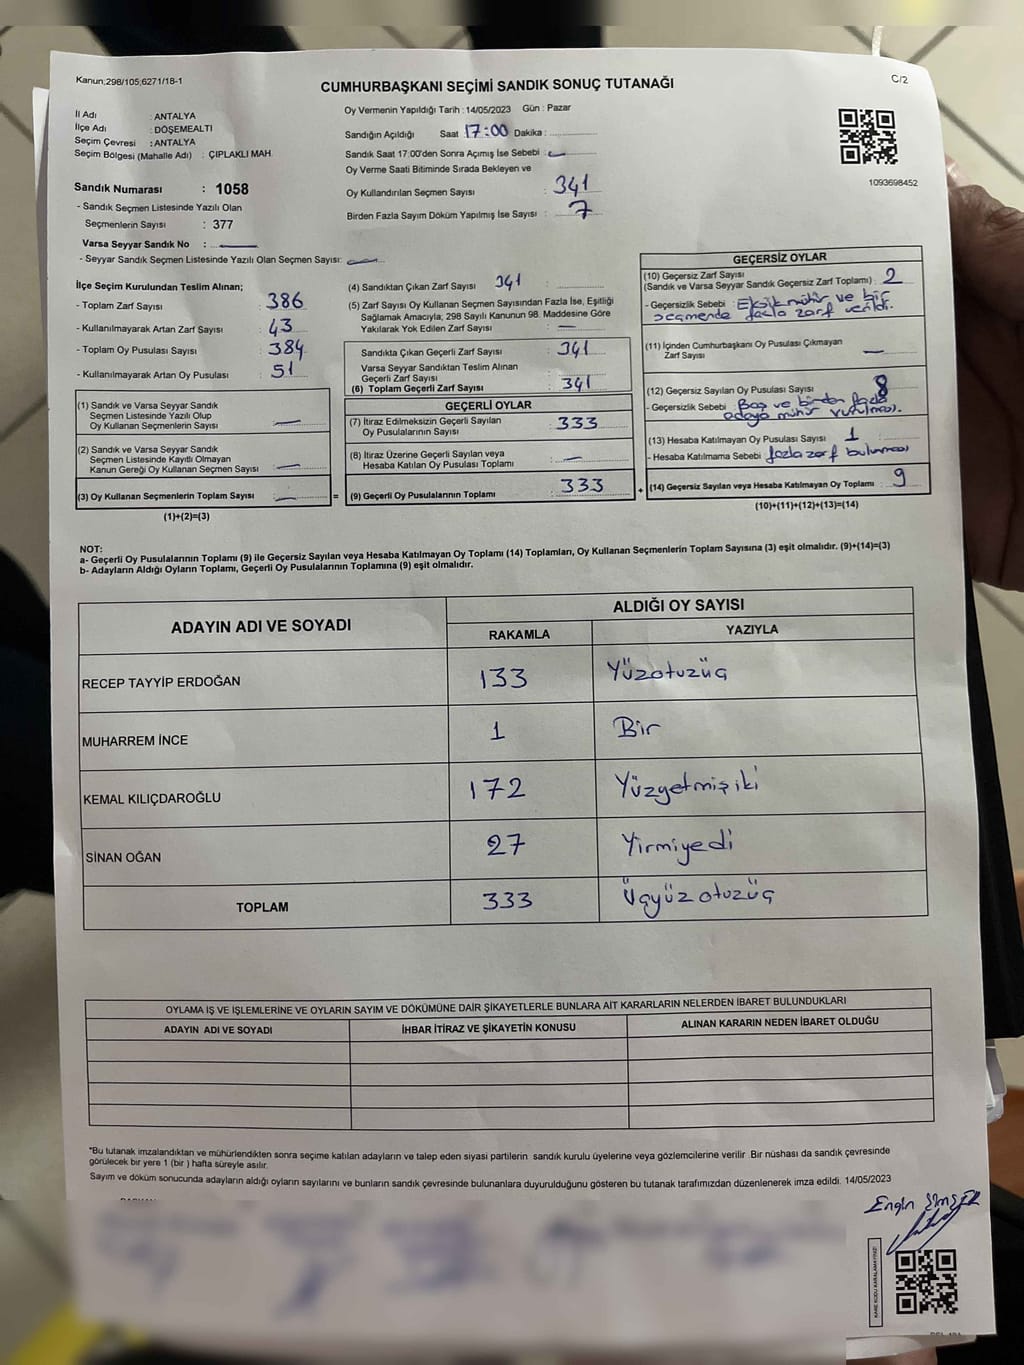 Kanun;298/105;6271/18-1
C/2
CUMHURBAŞKANI SEÇİMİ SANDIK SONUÇ TUTANAĞI
İl Adı : ANTALYA
İlçe Adı : DÖŞEMEALTI
Seçim Çevresi : ANTALYA
Seçim Bölgesi (Mahalle Adı) : ÇIPLAKLI MAH.
Sandık Numarası : 1058
- Sandık Seçmen Listesinde Yazılı Olan
Seçmenlerin Sayısı : 377
Varsa Seyyar Sandık No :
- Seyyar Sandık Seçmen Listesinde Yazılı Olan Seçmen Sayısı:
Oy Vermenin Yapıldığı Tarih : 14/05/2023 Gün : Pazar
Sandığın Açıldığı Saat 17:00 Dakika :
Sandık Saat 17:00'den Sonra Açımış İse Sebebi :
Oy Verme Saati Bitiminde Sırada Bekleyen ve
Oy Kullandırılan Seçmen Sayısı : 341
Birden Fazla Sayım Döküm Yapılmış İse Sayısı : 7
1093698452
İlçe Seçim Kurulundan Teslim Alınan;
- Toplam Zarf Sayısı : 386
- Kullanılmayarak Artan Zarf Sayısı : 43
- Toplam Oy Pusulası Sayısı : 384
- Kullanılmayarak Artan Oy Pusulası : 51
(1) Sandık ve Varsa Seyyar Sandık
Seçmen Listesinde Yazılı Olup
Oy Kullanan Seçmenlerin Sayısı :
(2) Sandık ve Varsa Seyyar Sandık
Seçmen Listesinde Kayıtlı Olmayan
Kanun Gereği Oy Kullanan Seçmen Sayısı :
(3) Oy Kullanan Seçmenlerin Toplam Sayısı :
(1)+(2)=(3)
(4) Sandıktan Çıkan Zarf Sayısı : 341
(5) Zarf Sayısı Oy Kullanan Seçmen Sayısından Fazla İse, Eşitliği
Sağlamak Amacıyla; 298 Sayılı Kanunun 98. Maddesine Göre
Yakılarak Yok Edilen Zarf Sayısı :
Sandıkta Çıkan Geçerli Zarf Sayısı : 341
Varsa Seyyar Sandıktan Teslim Alınan
Geçerli Zarf Sayısı :
(6) Toplam Geçerli Zarf Sayısı : 341
GEÇERLİ OYLAR
(7) İtiraz Edilmeksizin Geçerli Sayılan
Oy Pusulalarının Sayısı : 333
(8) İtiraz Üzerine Geçerli Sayılan veya
Hesaba Katılan Oy Pusulası Toplamı :
= (9) Geçerli Oy Pusulalarının Toplamı : 333
GEÇERSİZ OYLAR
(10) Geçersiz Zarf Sayısı
(Sandık ve Varsa Seyyar Sandık Geçersiz Zarf Toplamı) : 2
- Geçersizlik Sebebi : Eksik mühür ve bir
seçmende fazla zarf verildi.
(11) İçinden Cumhurbaşkanı Oy Pusulası Çıkmayan
Zarf Sayısı :
(12) Geçersiz Sayılan Oy Pusulası Sayısı : 8
- Geçersizlik Sebebi : Boş ve birden fazla
adaya mühür vurulması.
(13) Hesaba Katılmayan Oy Pusulası Sayısı : 1
- Hesaba Katılmama Sebebi : fazla zarf bulunması
+ (14) Geçersiz Sayılan veya Hesaba Katılmayan Oy Toplamı : 9
(10)+(11)+(12)+(13)=(14)
NOT:
a- Geçerli Oy Pusulalarının Toplamı (9) ile Geçersiz Sayılan veya Hesaba Katılmayan Oy Toplamı (14) Toplamları, Oy Kullanan Seçmenlerin Toplam Sayısına (3) eşit olmalıdır. (9)+(14)=(3)
b- Adayların Aldığı Oyların Toplamı, Geçerli Oy Pusulalarının Toplamına (9) eşit olmalıdır.
ADAYIN ADI VE SOYADI
ALDIĞI OY SAYISI
RAKAMLA YAZIYLA
RECEP TAYYİP ERDOĞAN 133 Yüzotuzüç
MUHARREM İNCE 1 Bir
KEMAL KILIÇDAROĞLU 172 Yüzyetmişiki
SİNAN OĞAN 27 Yirmiyedi
TOPLAM 333 Üçyüzotuzüç
OYLAMA İŞ VE İŞLEMLERİNE VE OYLARIN SAYIM VE DÖKÜMÜNE DAİR ŞİKAYETLERLE BUNLARA AİT KARARLARIN NELERDEN İBARET BULUNDUKLARI
ADAYIN ADI VE SOYADI İHBAR İTİRAZ VE ŞİKAYETİN KONUSU ALINAN KARARIN NEDEN İBARET OLDUĞU
*Bu tutanak imzalandıktan ve mühürlendikten sonra seçime katılan adayların ve talep eden siyasi partilerin sandık kurulu üyelerine veya gözlemcilerine verilir Bir nüshası da sandık çevresinde
görülecek bir yere 1 (bir ) hafta süreyle asılır.
Sayım ve döküm sonucunda adayların aldığı oyların sayılarını ve bunların sandık çevresinde bulunanlara duyurulduğunu gösteren bu tutanak tarafımızdan düzenlenerek imza edildi. 14/05/2023
Engin ŞİMŞEK
KARE KODU KARALAMAYINIZ!